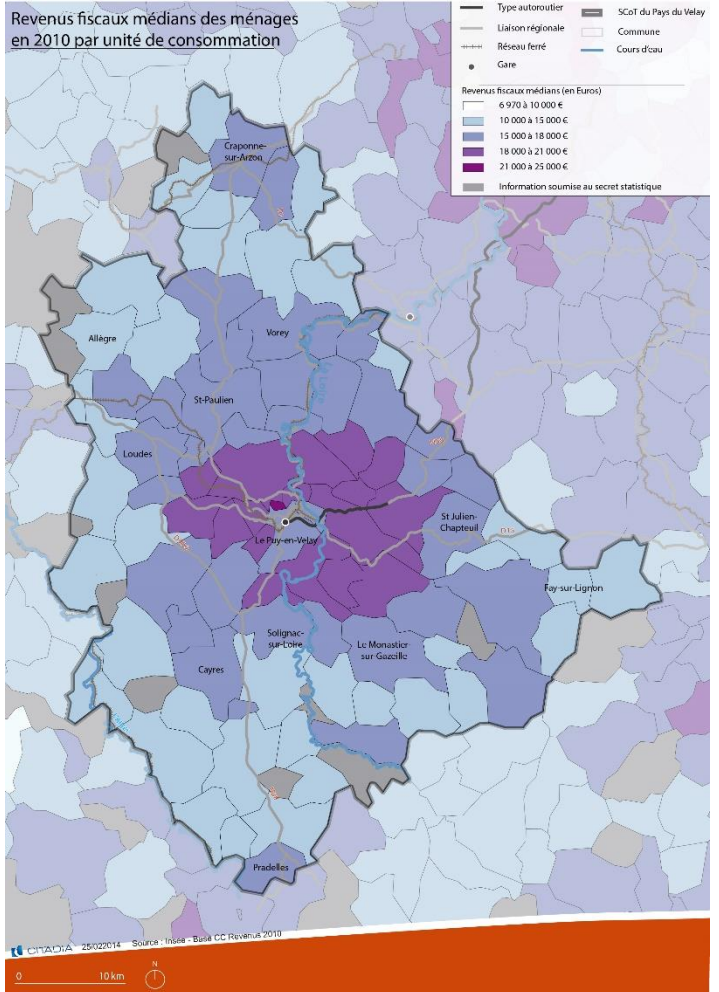 Revenus fiscaux médians des ménages
en 2010 par unité de consommation
Type autoroutier
Liaison régionale
Réseau ferré
Gare
SCoT du Pays du Velay
Commune
Cours d'eau
Revenus fiscaux médians (en Euros)
6 970 à 10 000 €
10 000 à 15 000 €
15 000 à 18 000 €
18 000 à 21 000 €
21 000 à 25 000 €
Information soumise au secret statistique
Craponne-
sur-Arzon
Allègre
Vorey
La Loire
St-Paulien
Loudes
St Julien-
Chapteuil
Le Puy-en-Velay
Fay-sur-Lignon
Solignac-
sur-Loire
Le Monastier-
sur-Gazeille
Cayres
Pradelles
CITADIA 25/022014 Source : Insee - Base CC Revenus 2010
0 10 km
N